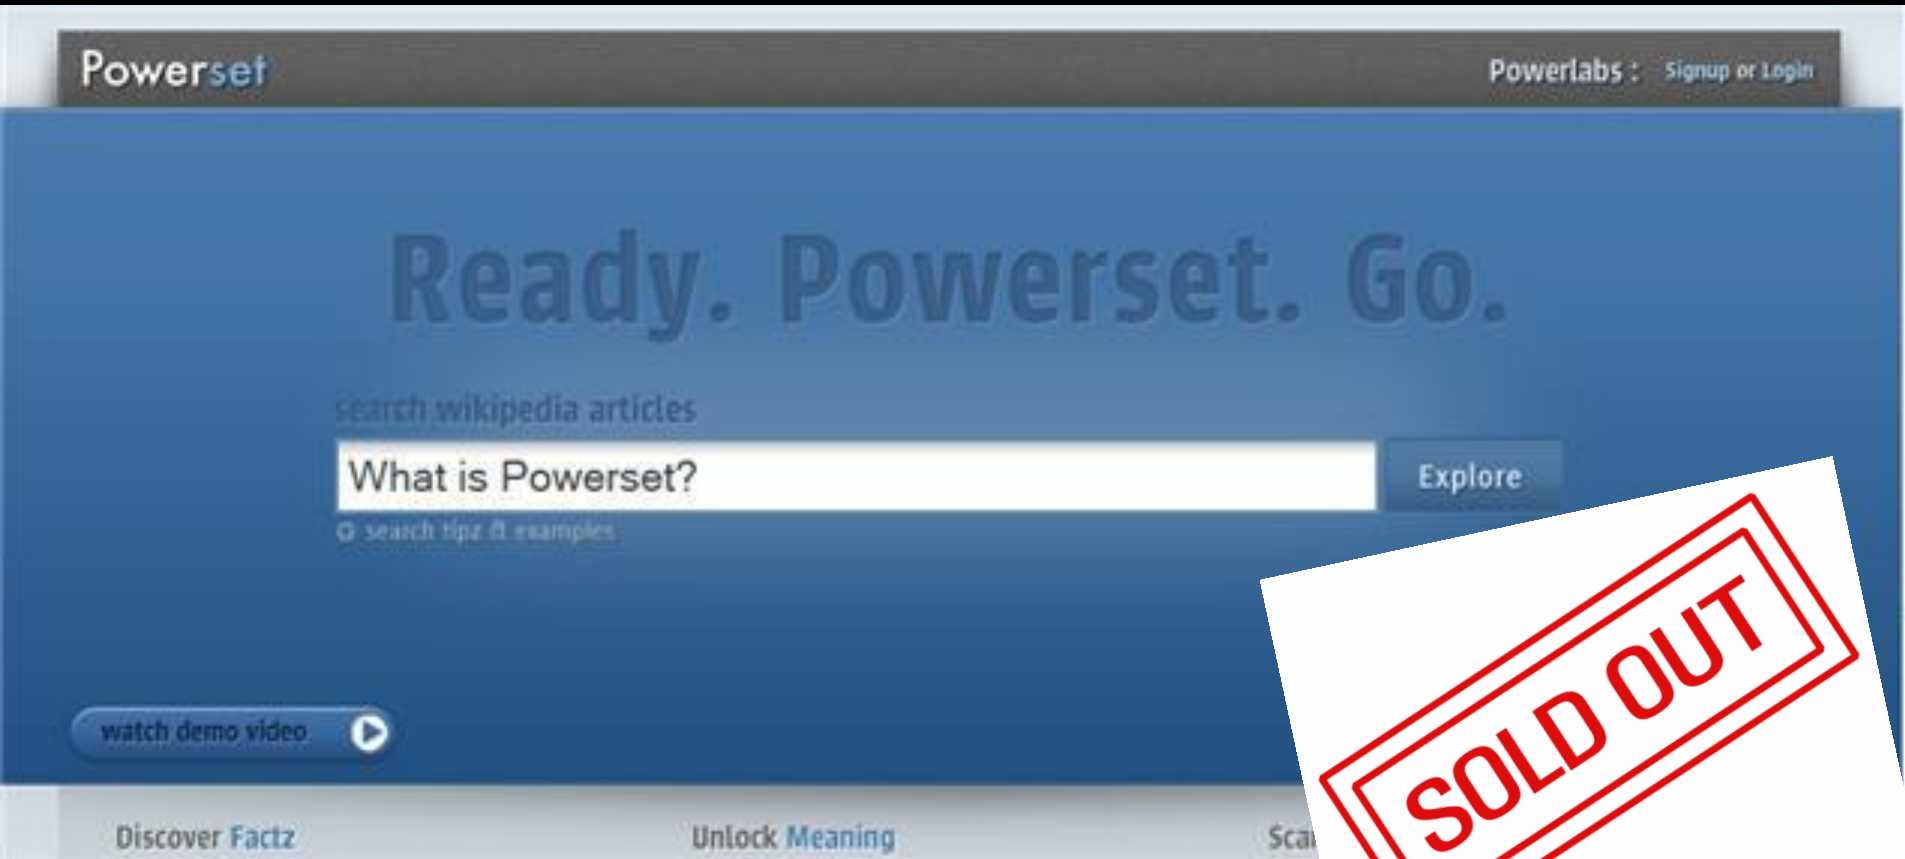 Powerset
Powerlabs : Signup or Login
Ready. Powerset. Go.
search wikipedia articles
What is Powerset?
Explore
search tipz & examples
SOLD OUT
watch demo video
Discover Factz
Unlock Meaning